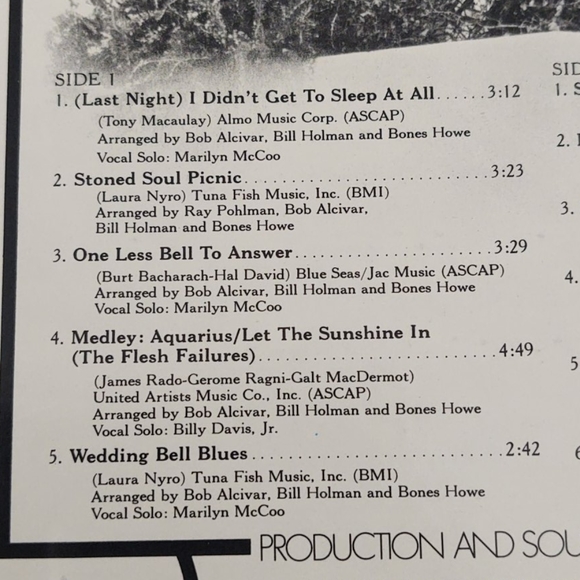 SIDE 1
1. (Last Night) I Didn't Get To Sleep At All......3:12
(Tony Macaulay) Almo Music Corp. (ASCAP)
Arranged by Bob Alcivar, Bill Holman and Bones Howe
Vocal Solo: Marilyn McCoo
2. Stoned Soul Picnic............................3:23
(Laura Nyro) Tuna Fish Music, Inc. (BMI)
Arranged by Ray Pohlman, Bob Alcivar,
Bill Holman and Bones Howe
3. One Less Bell To Answer.......................3:29
(Burt Bacharach-Hal David) Blue Seas/Jac Music (ASCAP)
Arranged by Bob Alcivar, Bill Holman and Bones Howe
Vocal Solo: Marilyn McCoo
4. Medley: Aquarius/Let The Sunshine In
(The Flesh Failures)............................4:49
(James Rado-Gerome Ragni-Galt MacDermot)
United Artists Music Co., Inc. (ASCAP)
Arranged by Bob Alcivar, Bill Holman and Bones Howe
Vocal Solo: Billy Davis, Jr.
5. Wedding Bell Blues............................2:42
(Laura Nyro) Tuna Fish Music, Inc. (BMI)
Arranged by Bob Alcivar, Bill Holman and Bones Howe
Vocal Solo: Marilyn McCoo
SID
1. S
2.
3.
4.
5
PRODUCTION AND SOU